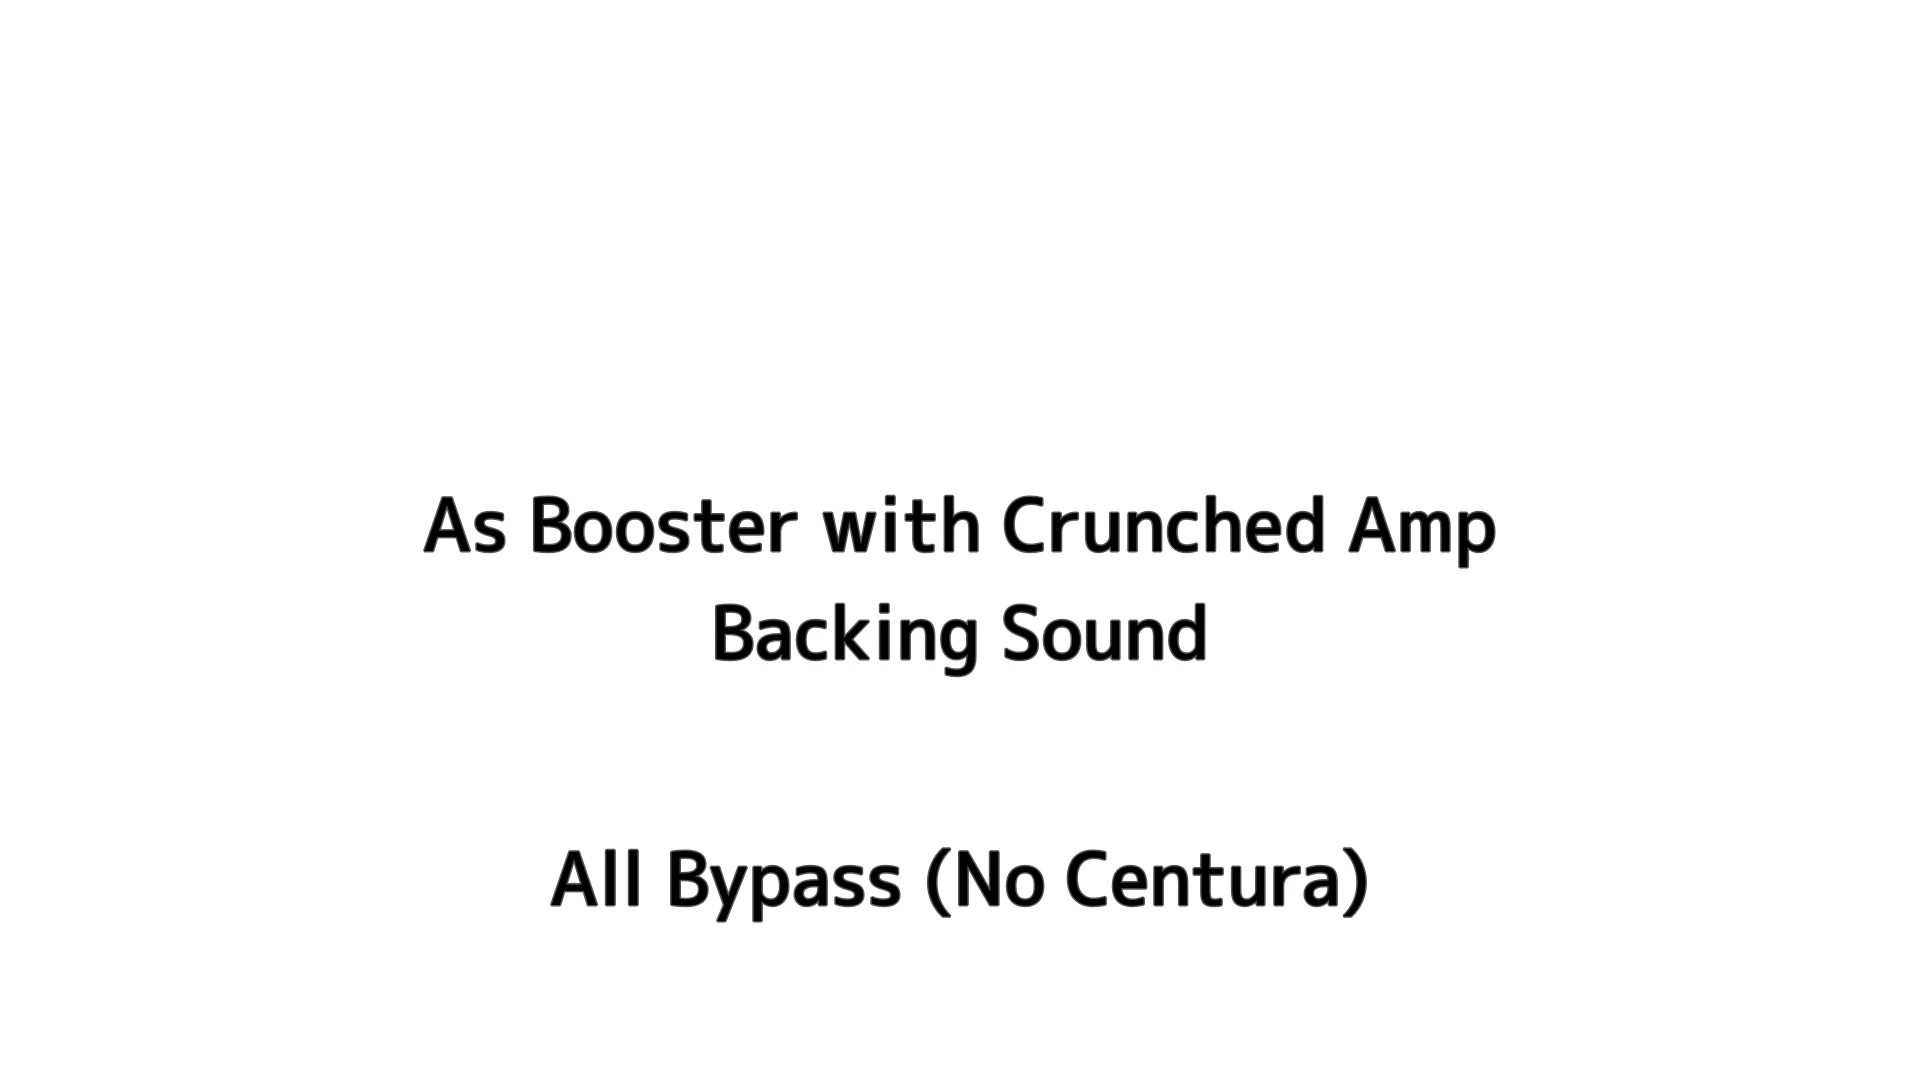 As Booster with Crunched Amp
Backing Sound
All Bypass (No Centura)